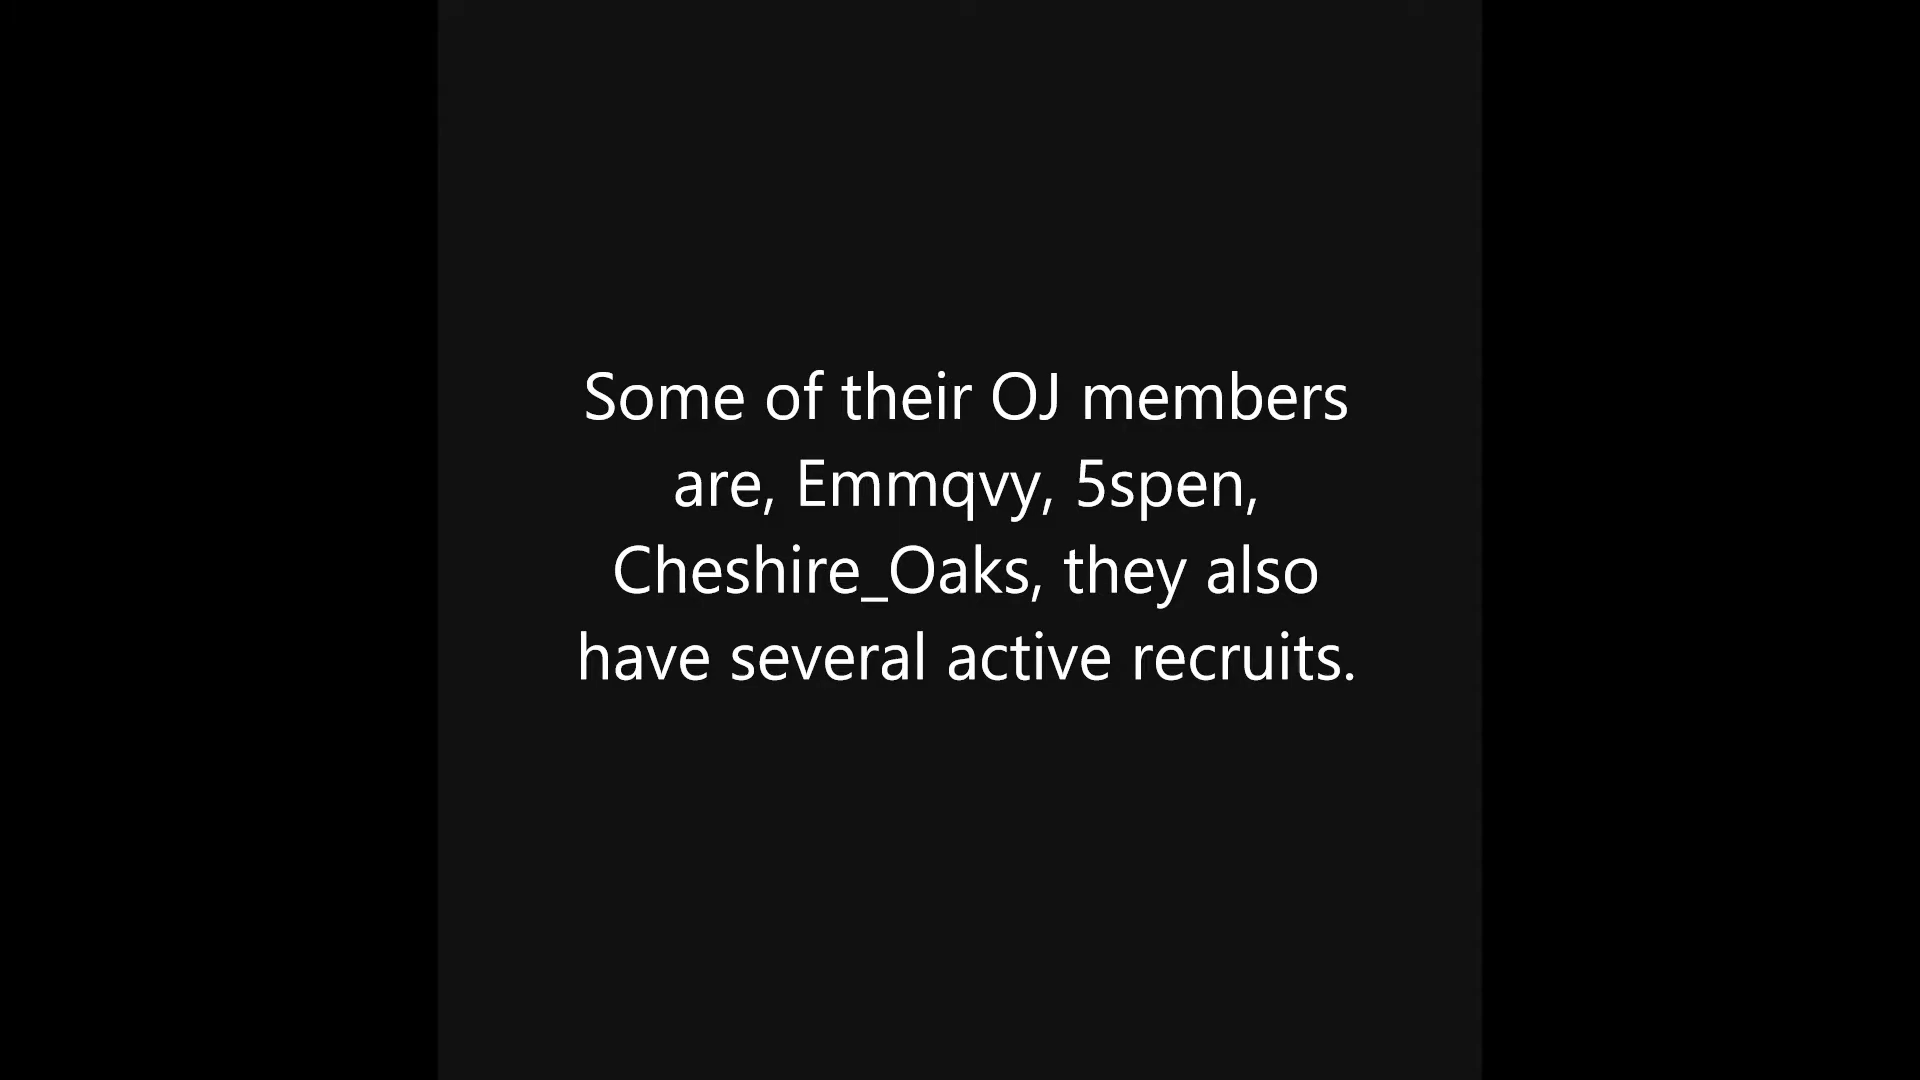 Some of their OJ members
are, Emmqvy, 5spen,
Cheshire_Oaks, they also
have several active recruits.